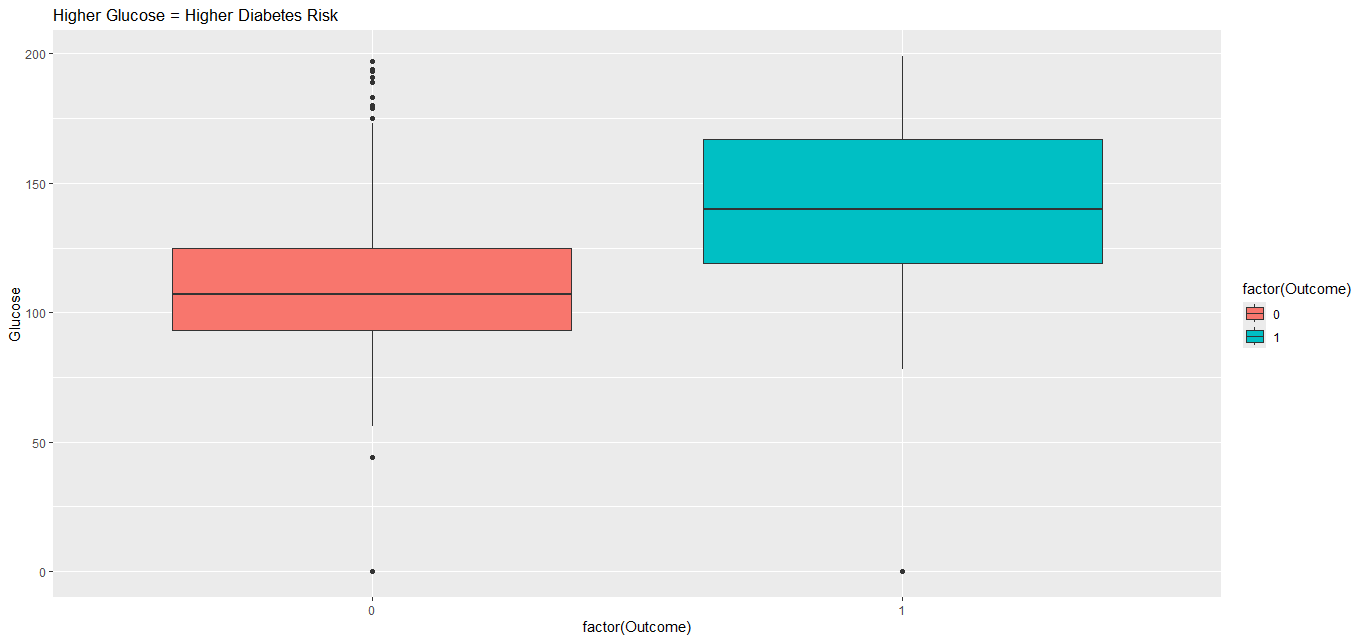 Higher Glucose = Higher Diabetes Risk
200
150
100
50
0
Glucose
0
1
factor(Outcome)
factor(Outcome)
0
1